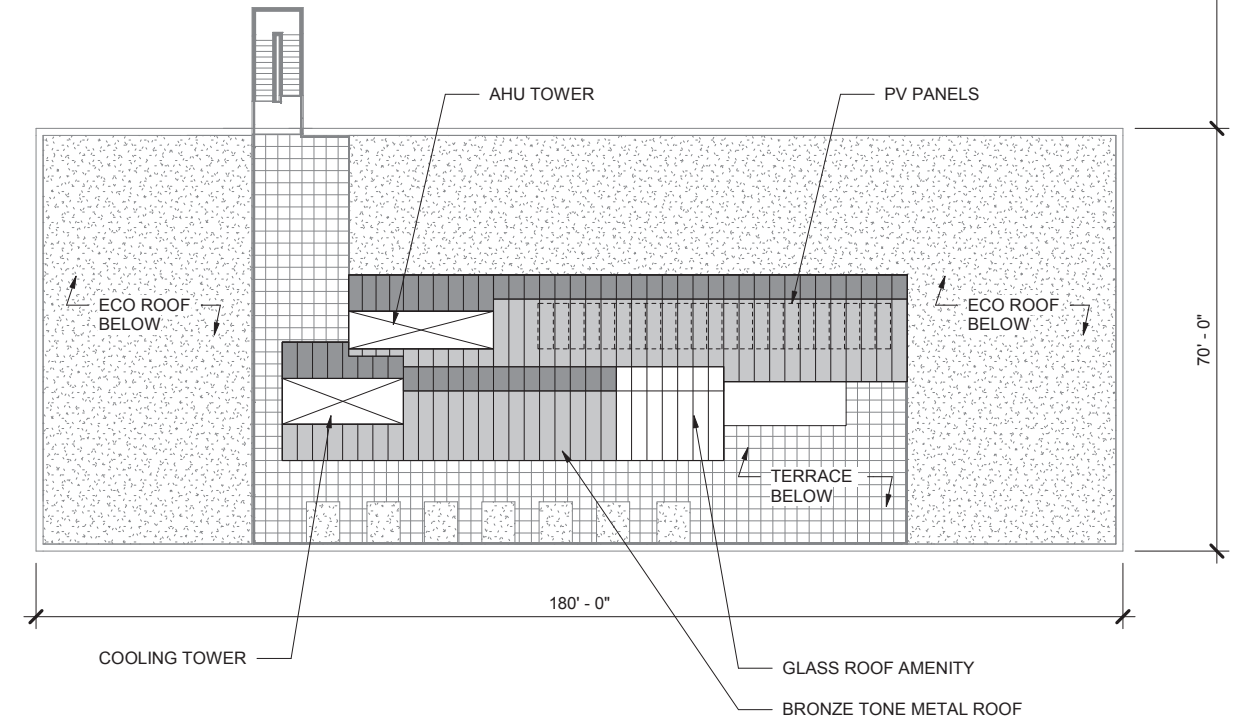 AHU TOWER
PV PANELS
ECO ROOF
BELOW
ECO ROOF
BELOW
70' - 0"
TERRACE
BELOW
180' - 0"
COOLING TOWER
GLASS ROOF AMENITY
BRONZE TONE METAL ROOF